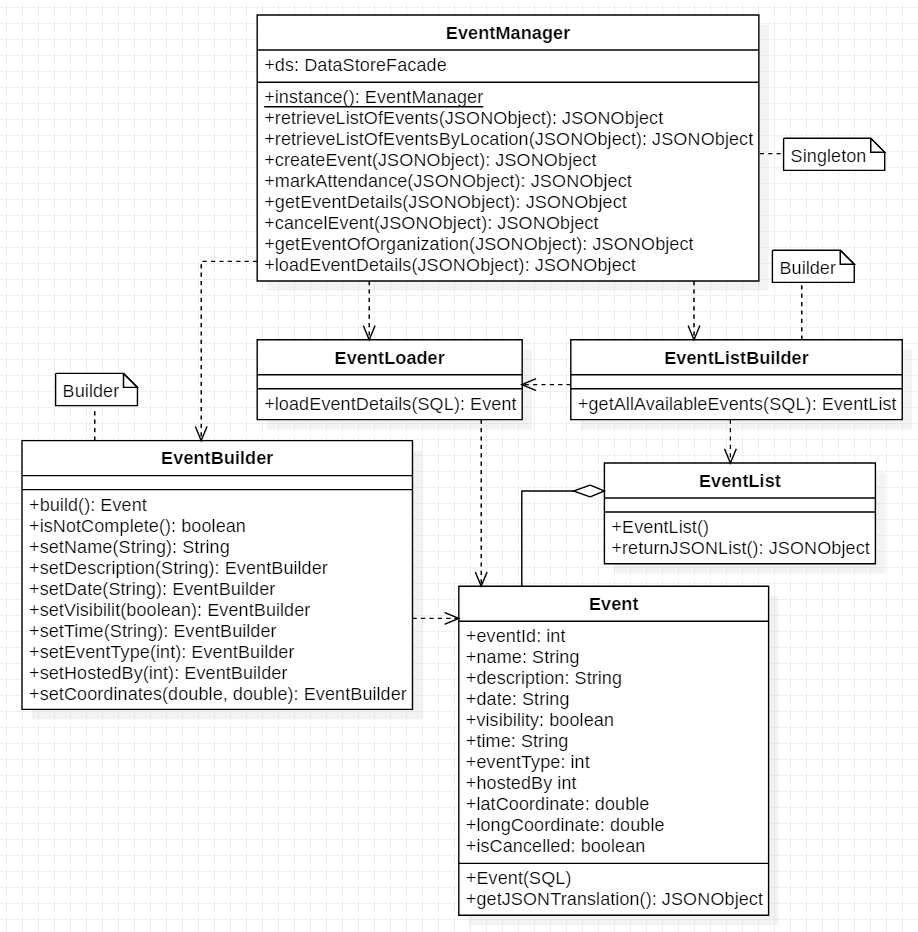 EventManager
+ds: DataStoreFacade
+instance(): EventManager
+retrieveListOfEvents(JSONObject): JSONObject
+retrieveListOfEventsByLocation(JSONObject): JSONObject
+createEvent(JSONObject): JSONObject
+markAttendance(JSONObject): JSONObject
+getEventDetails(JSONObject): JSONObject
+cancelEvent(JSONObject): JSONObject
+getEventOfOrganization(JSONObject): JSONObject
+loadEventDetails(JSONObject): JSONObject
Singleton
Builder
EventLoader
+loadEventDetails(SQL): Event
EventListBuilder
+getAllAvailableEvents(SQL): EventList
Builder
EventBuilder
+build(): Event
+isNotComplete(): boolean
+setName(String): String
+setDescription(String): EventBuilder
+setDate(String): EventBuilder
+setVisibilit(boolean): EventBuilder
+setTime(String): EventBuilder
+setEventType(int): EventBuilder
+setHostedBy(int): EventBuilder
+setCoordinates(double, double): EventBuilder
EventList
+EventList()
+returnJSONList(): JSONObject
Event
+eventId: int
+name: String
+description: String
+date: String
+visibility: boolean
+time: String
+eventType: int
+hostedBy int
+latCoordinate: double
+longCoordinate: double
+isCancelled: boolean
+Event(SQL)
+getJSONTranslation(): JSONObject